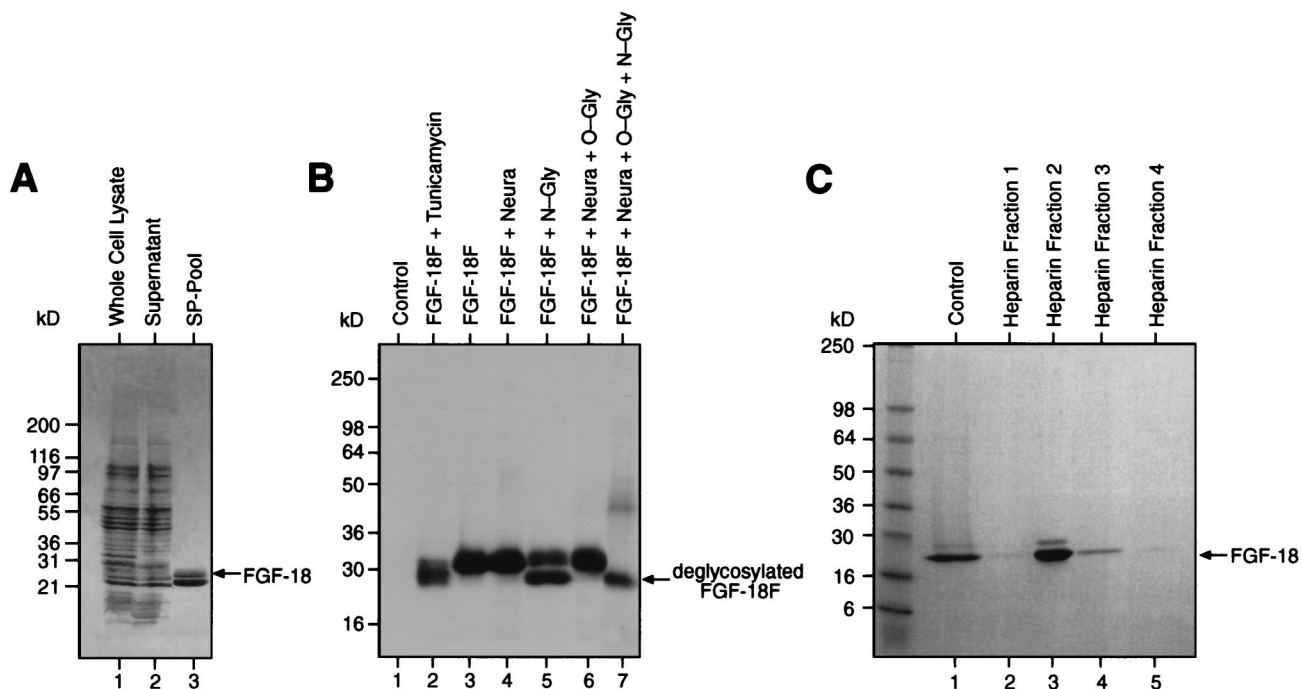 A
Whole Cell Lysate
Supernatant
SP-Pool
kD
200
116
97
66
55
36
31
21
FGF-18
1 2 3
B
Control
FGF-18F + Tunicamycin
FGF-18F
FGF-18F + Neura
FGF-18F + N–Gly
FGF-18F + Neura + O–Gly
FGF-18F + Neura + O–Gly + N–Gly
kD
250
98
64
50
36
30
16
deglycosylated
FGF-18F
1 2 3 4 5 6 7
C
Control
Heparin Fraction 1
Heparin Fraction 2
Heparin Fraction 3
Heparin Fraction 4
kD
250
98
64
50
36
30
16
6
FGF-18
1 2 3 4 5